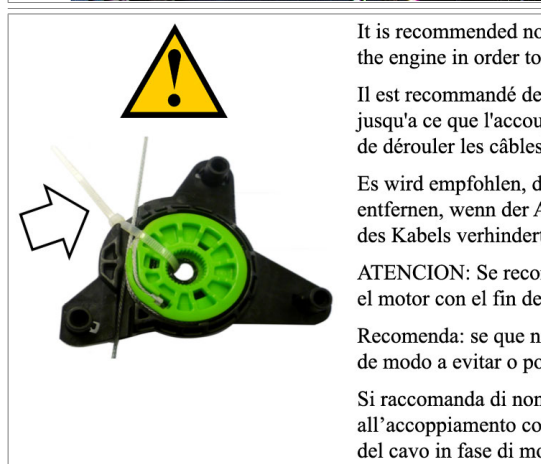 It is recommended no
the engine in order to
Il est recommandé de
jusqu'a ce que l'accou
de dérouler les câbles
Es wird empfohlen, d
entfernen, wenn der A
des Kabels verhindert
ATENCION: Se reco
el motor con el fin de
Recomenda: se que n
de modo a evitar o po
Si raccomanda di non
all’accoppiamento co
del cavo in fase di mo